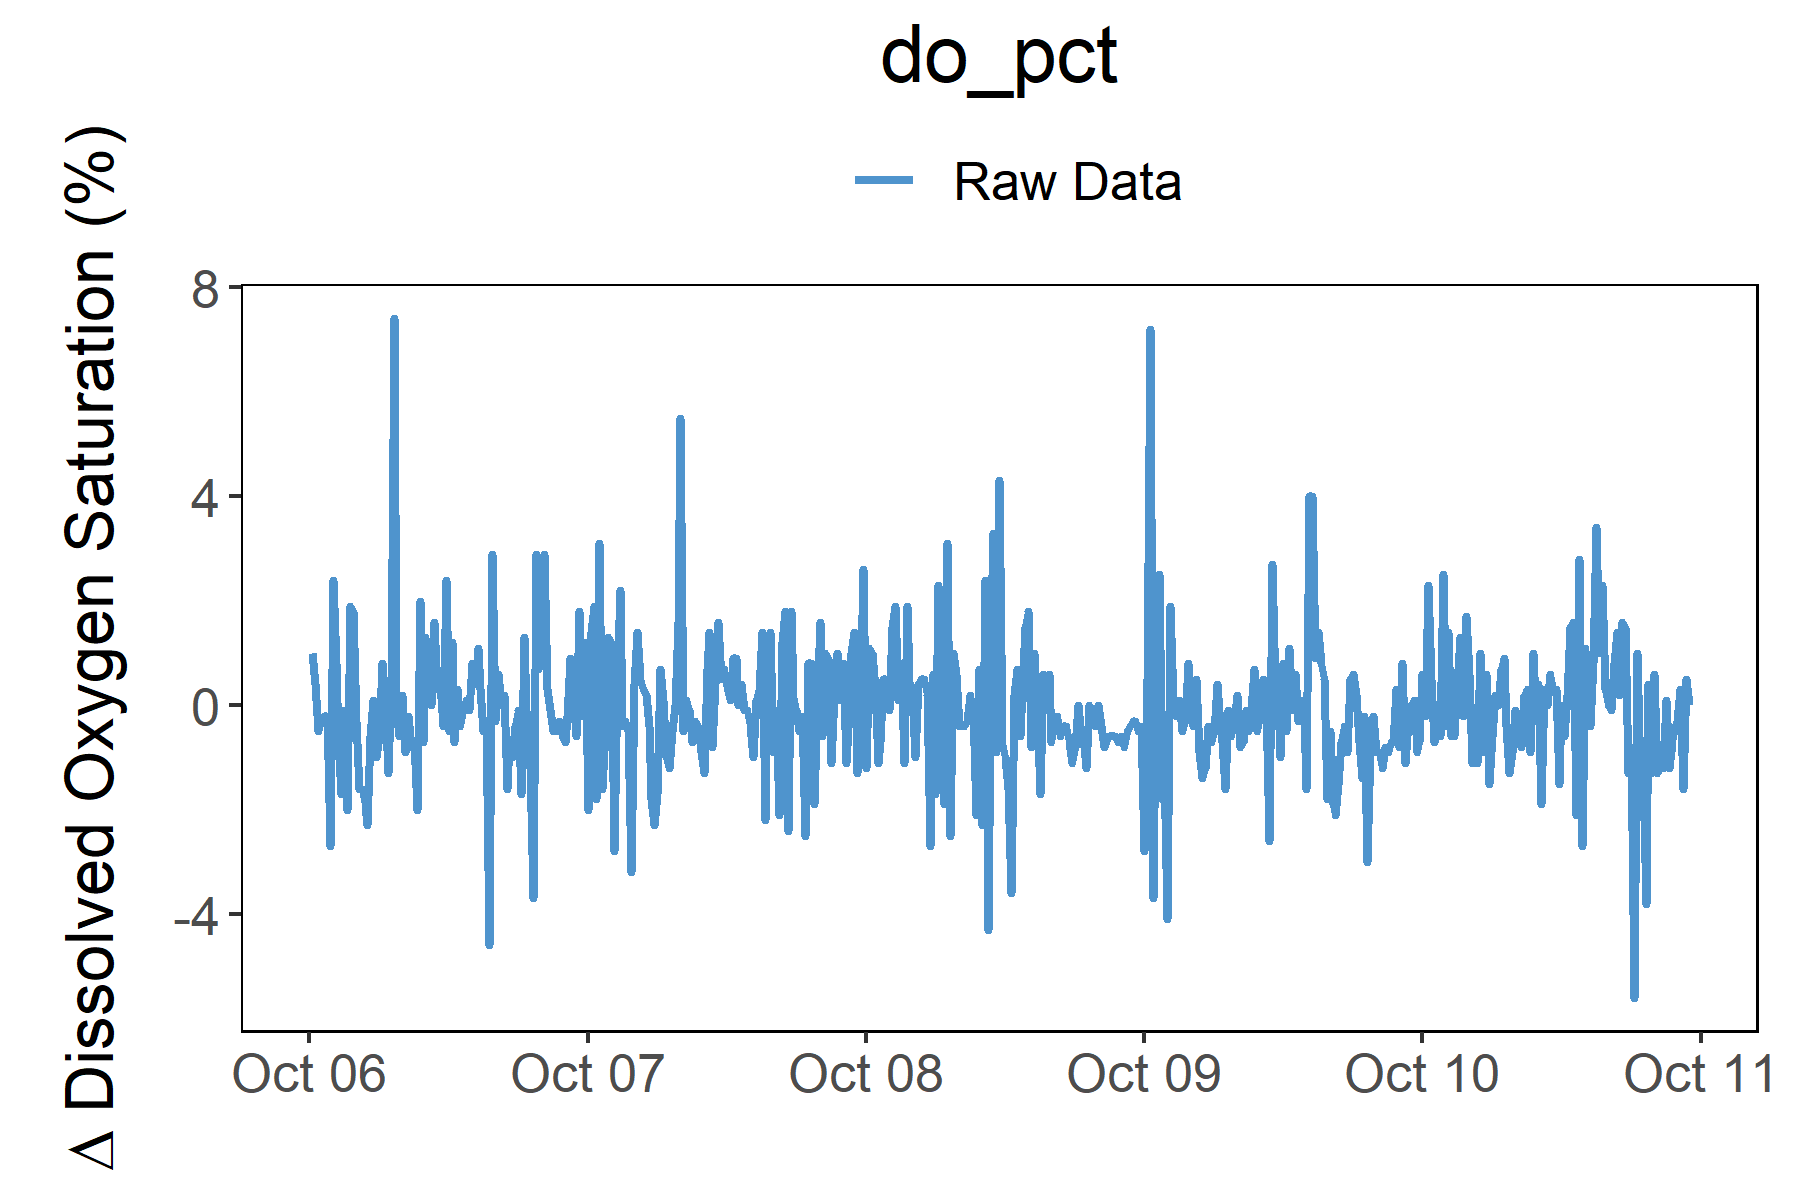 do_pct
Raw Data
Δ Dissolved Oxygen Saturation (%)
8
4
0
-4
Oct 06 Oct 07 Oct 08 Oct 09 Oct 10 Oct 11